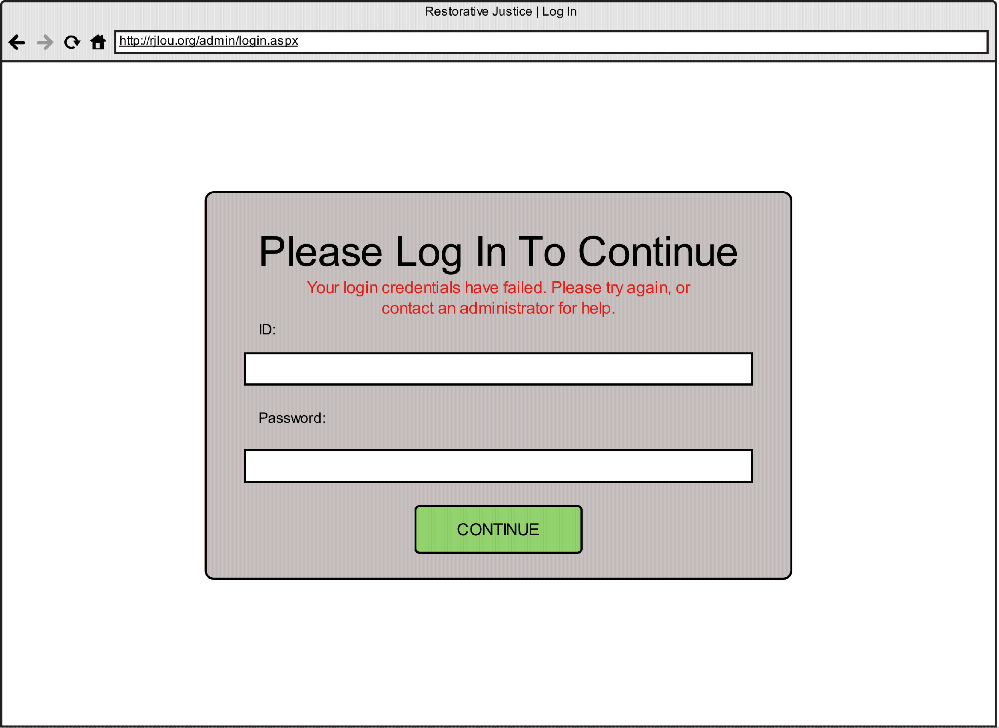 Restorative Justice | Log In
http://rjlou.org/admin/login.aspx
Please Log In To Continue
Your login credentials have failed. Please try again, or
contact an administrator for help.
ID:
Password:
CONTINUE